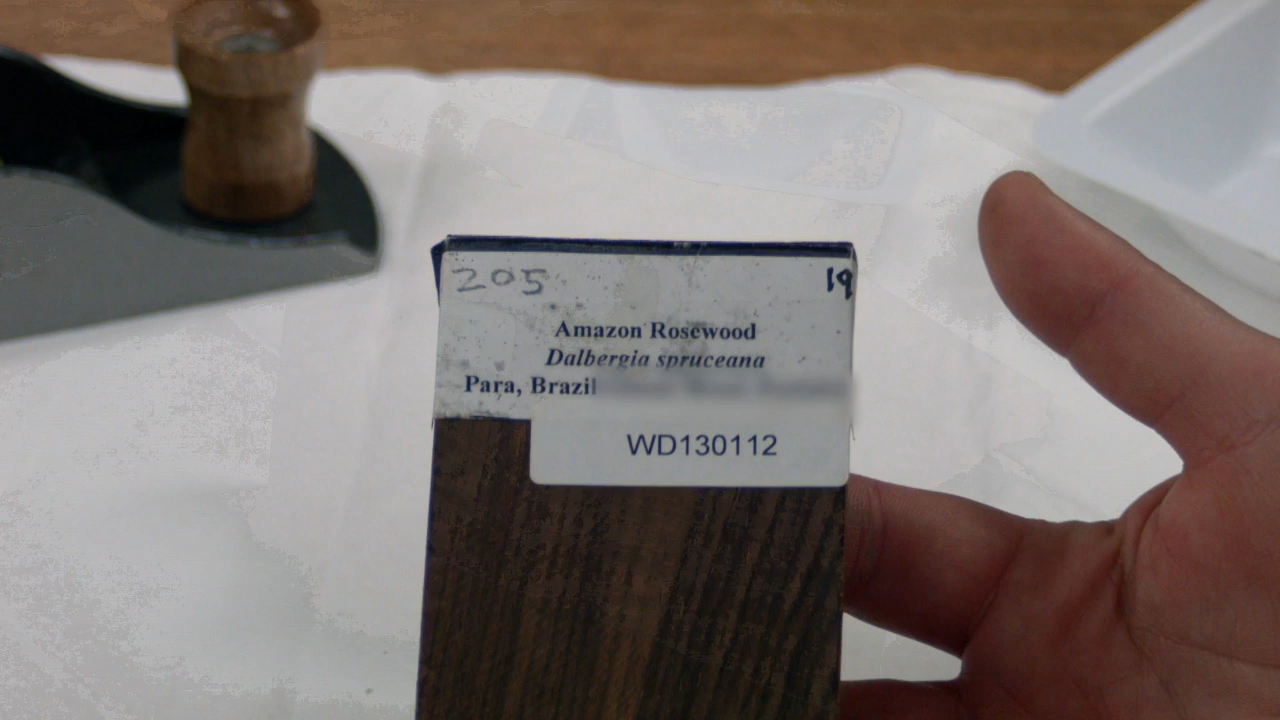 205 19
Amazon Rosewood
Dalbergia spruceana
Para, Brazil
WD130112